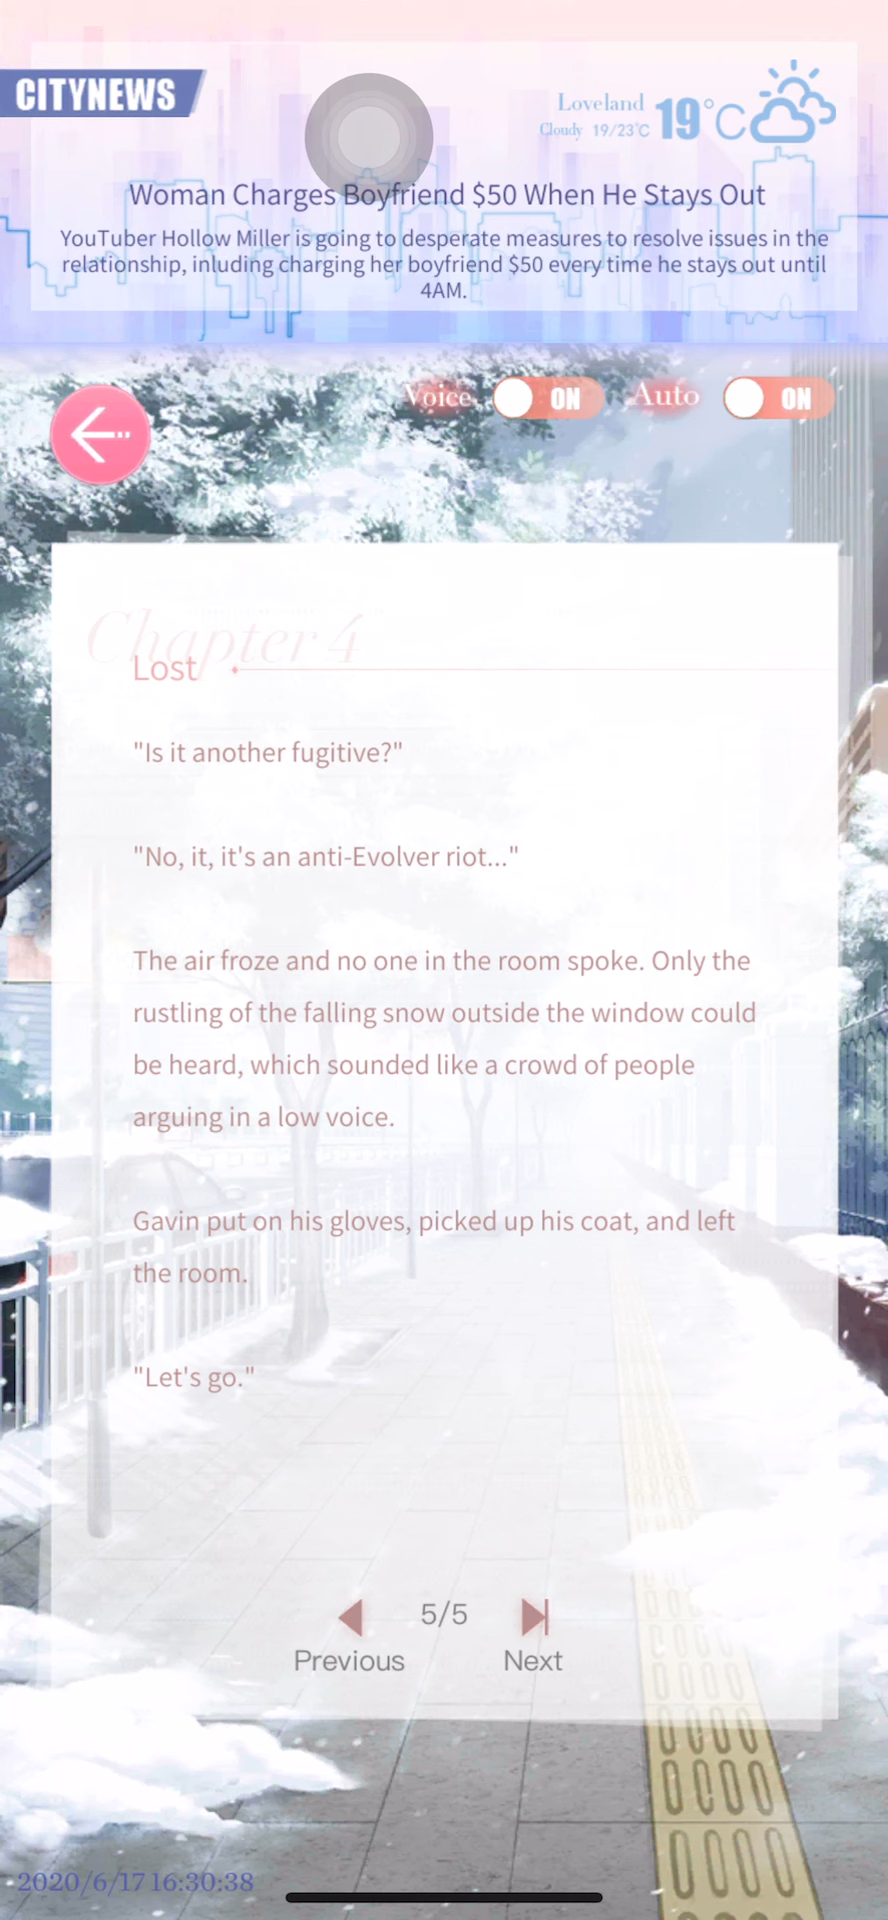 CITYNEWS
Loveland
Cloudy 19/23℃
19°C
Woman Charges Boyfriend $50 When He Stays Out
YouTuber Hollow Miller is going to desperate measures to resolve issues in the
relationship, inluding charging her boyfriend $50 every time he stays out until
4AM.
Voice ON Auto ON
Chapter 4
Lost
"Is it another fugitive?"
"No, it, it's an anti-Evolver riot..."
The air froze and no one in the room spoke. Only the
rustling of the falling snow outside the window could
be heard, which sounded like a crowd of people
arguing in a low voice.
Gavin put on his gloves, picked up his coat, and left
the room.
"Let's go."
5/5
Previous Next
2020/6/17 16:30:38